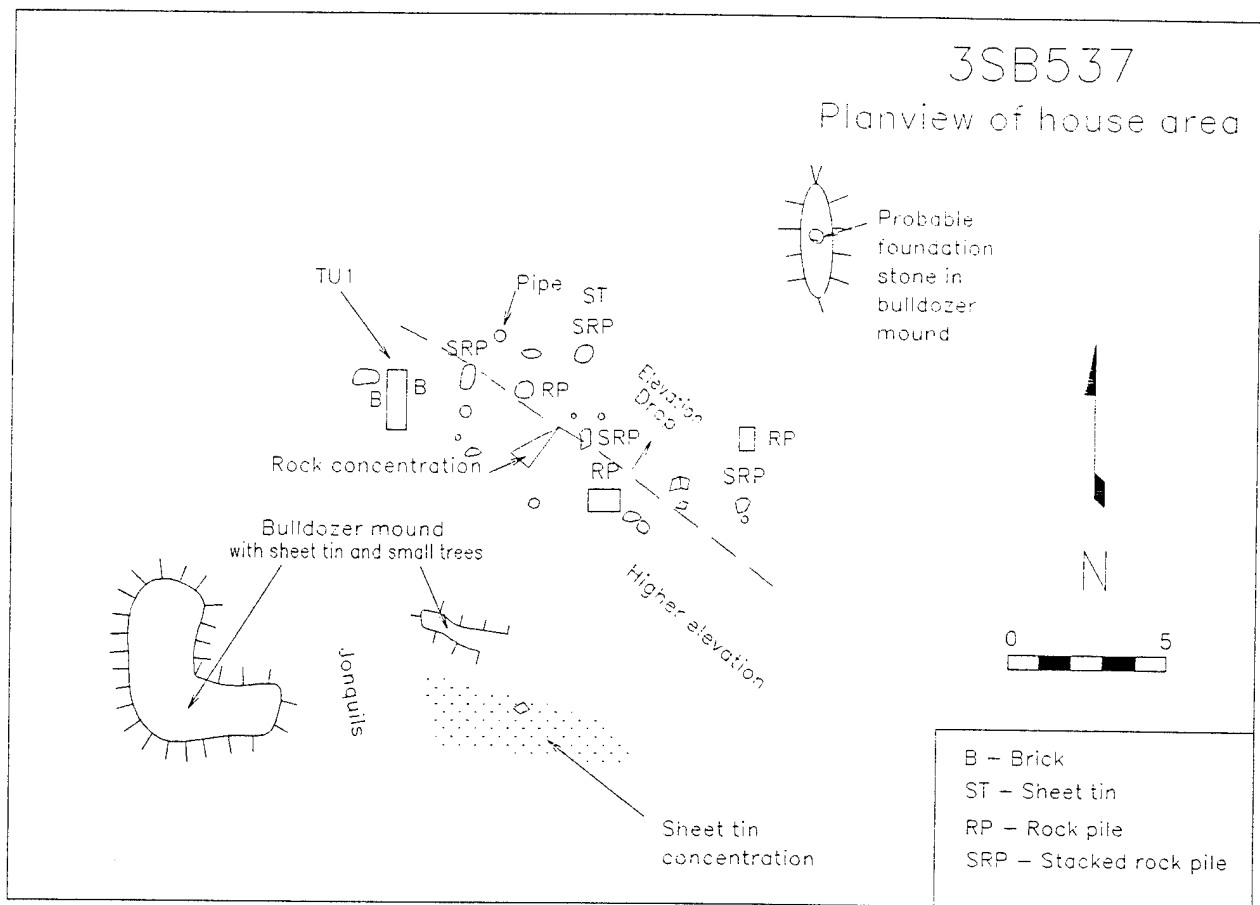 3SB537
Planview of house area
Probable
foundation
stone in
bulldozer
mound
TU1
Pipe
ST
SRP
SRP
B
B
RP
Elevation
Drop
SRP
RP
Rock concentration
RP
SRP
Bulldozer mound
with sheet tin and small trees
Higher elevation
N
0 5
Jonquils
Sheet tin
concentration
B – Brick
ST – Sheet tin
RP – Rock pile
SRP – Stacked rock pile